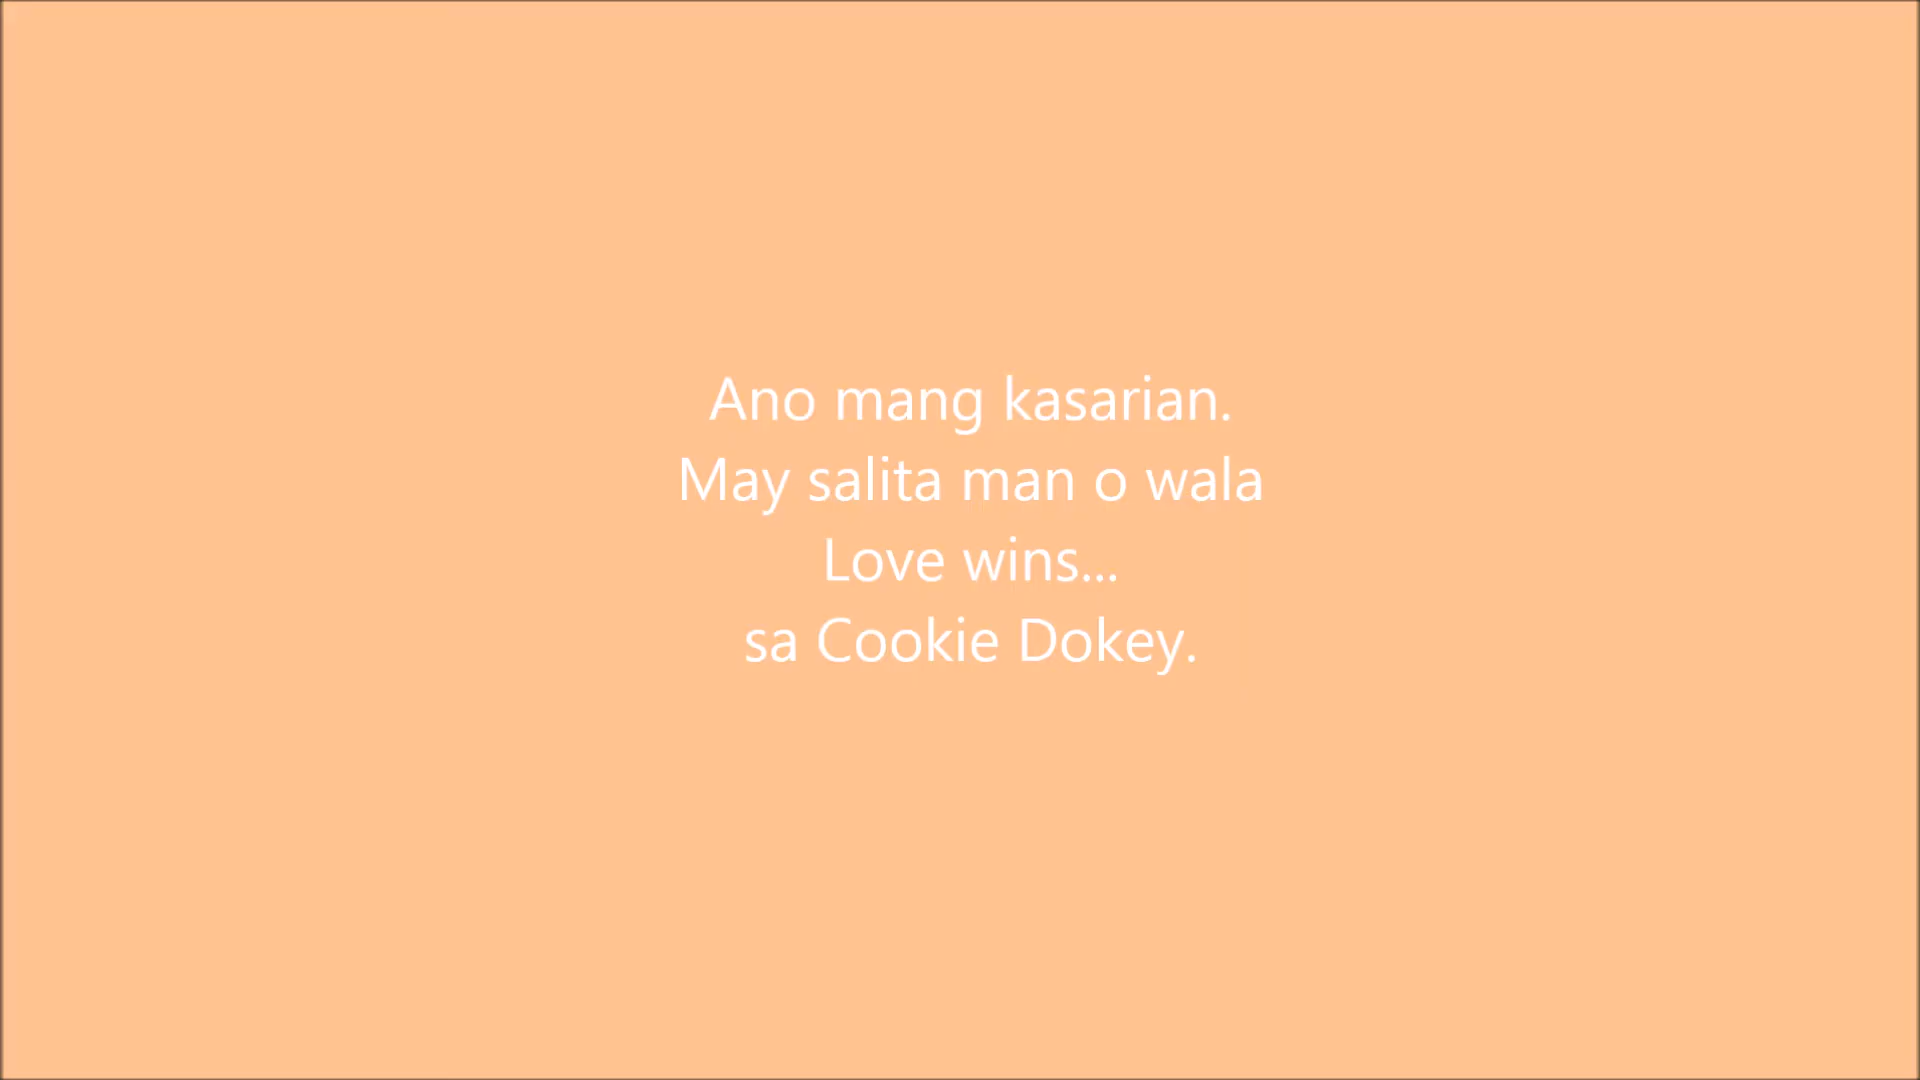 Ano mang kasarian.
May salita man o wala
Love wins...
sa Cookie Dokey.